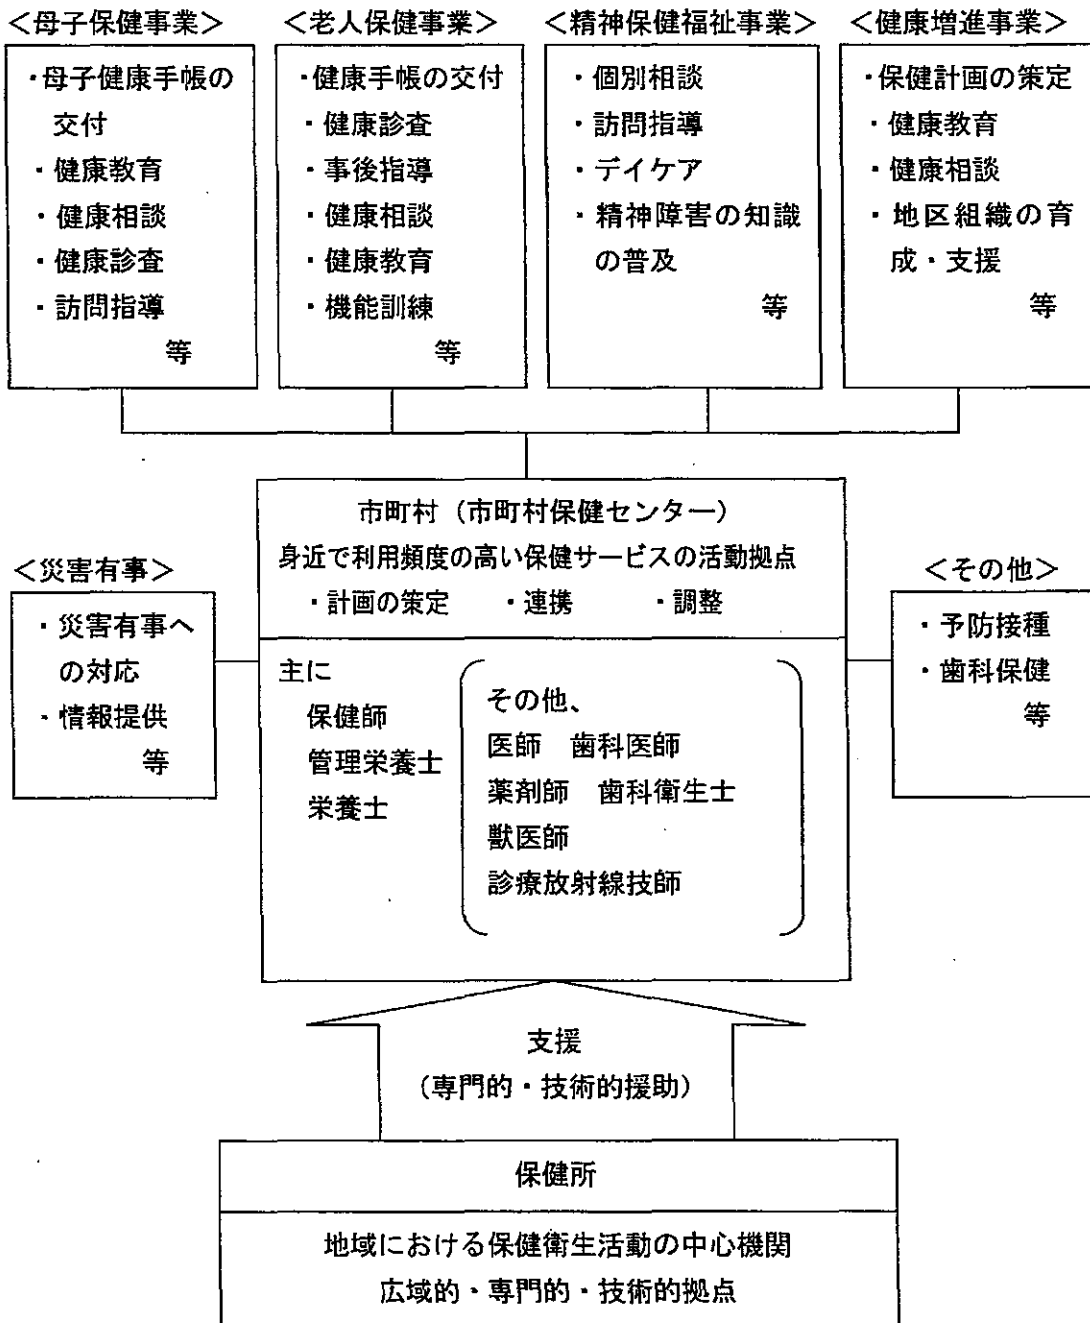 <母子保健事業>
・母子健康手帳の
交付
・健康教育
・健康相談
・健康診査
・訪問指導
等
<老人保健事業>
・健康手帳の交付
・健康診査
・事後指導
・健康相談
・健康教育
・機能訓練
等
<精神保健福祉事業>
・個別相談
・訪問指導
・デイケア
・精神障害の知識
の普及
等
<健康増進事業>
・保健計画の策定
・健康教育
・健康相談
・地区組織の育
成・支援
等
市町村（市町村保健センター）
身近で利用頻度の高い保健サービスの活動拠点
・計画の策定 ・連携 ・調整
<災害有事>
・災害有事へ
の対応
・情報提供
等
主に
保健師
管理栄養士
栄養士
その他、
医師 歯科医師
薬剤師 歯科衛生士
獣医師
診療放射線技師
<その他>
・予防接種
・歯科保健
等
支援
（専門的・技術的援助）
保健所
地域における保健衛生活動の中心機関
広域的・専門的・技術的拠点